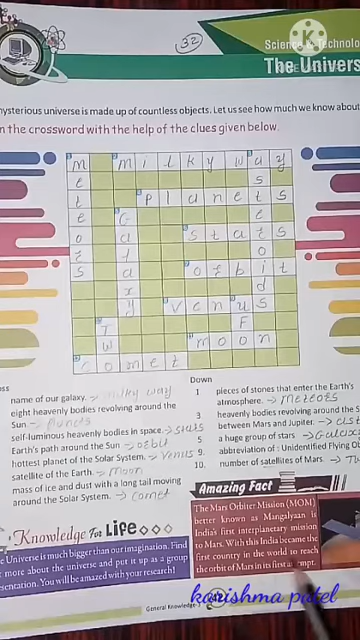 32
Science & Technolo
The Univers
mysterious universe is made up of countless objects. Let us see how much we know about
n the crossword with the help of the clues given below.
milky way
Planets
Stars
orbit
Venus
moon
comet
Down
name of our galaxy. → milky way
eight heavenly bodies revolving around the
Sun. → Planets
self-luminous heavenly bodies in space. → stars
Earth's path around the Sun → orbit
hottest planet of the Solar System. → Venus
satellite of the Earth. → moon
mass of ice and dust with a long tail moving
around the Solar System. → comet
1 pieces of stones that enter the Earth's
atmosphere. → meteors
3 heavenly bodies revolving around the S
between Mars and Jupiter. →
5 a huge group of stars →
9. abbreviation of : Unidentified Flying Ob
10. number of satellites of Mars. →
Knowledge for Life
e Universe is much bigger than our imagination. Find
more about the universe and put it up as a group
esentation. You will be amazed with your research!
Amazing Fact
The Mars Orbiter Mission (MOM)
better known as Mangalyaan is
India's first interplanetary mission
to Mars. With this India became the
first country in the world to reach
the orbit of Mars in its first
General Knowledge-
karishma patel